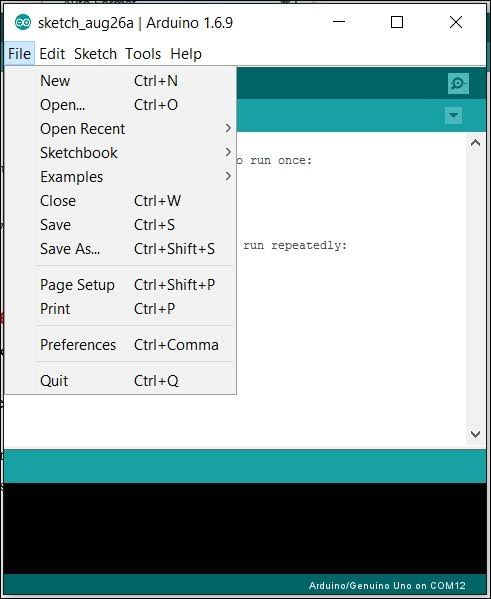 sketch_aug26a | Arduino 1.6.9
File Edit Sketch Tools Help
New Ctrl+N
Open... Ctrl+O
Open Recent
Sketchbook
Examples
Close Ctrl+W
Save Ctrl+S
Save As... Ctrl+Shift+S
Page Setup Ctrl+Shift+P
Print Ctrl+P
Preferences Ctrl+Comma
Quit Ctrl+Q
run once:
run repeatedly:
Arduino/Genuino Uno on COM12